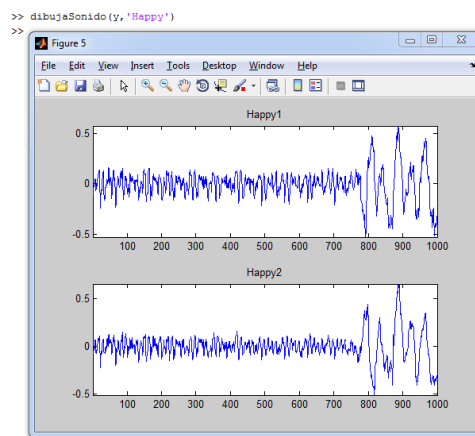 >> dibujaSonido(y,'Happy')
>>
Figure 5
File Edit View Insert Tools Desktop Window Help
Happy1
0.5
0
-0.5
100 200 300 400 500 600 700 800 900 1000
Happy2
0.5
0
-0.5
100 200 300 400 500 600 700 800 900 1000